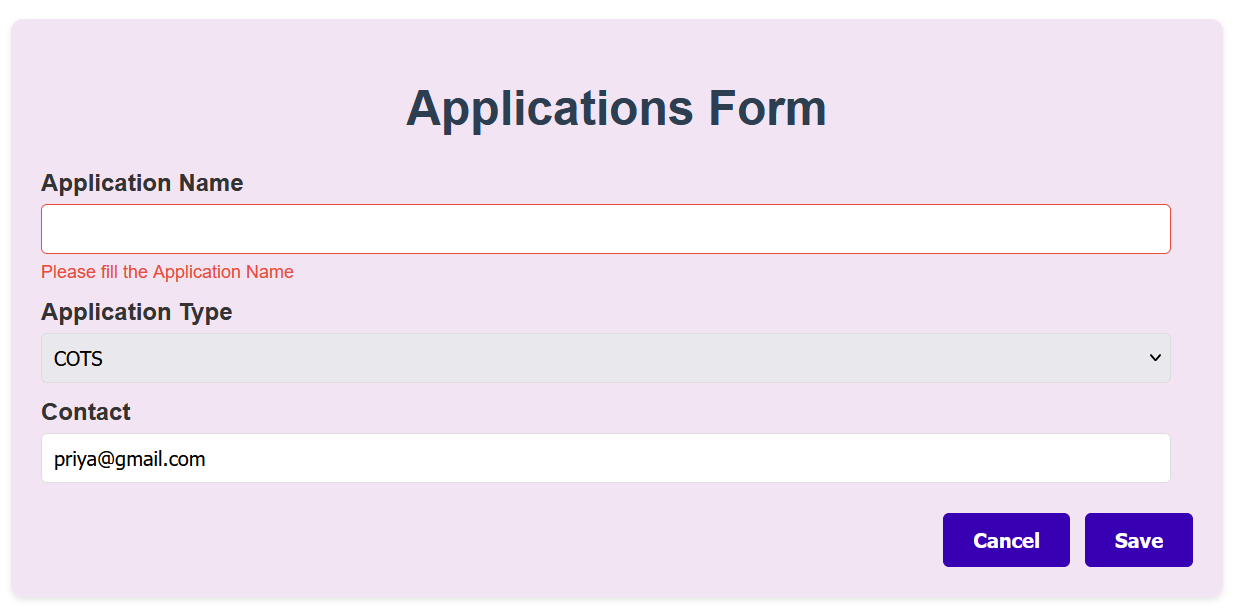 Applications Form
Application Name
Please fill the Application Name
Application Type
COTS
Contact
priya@gmail.com
Cancel Save